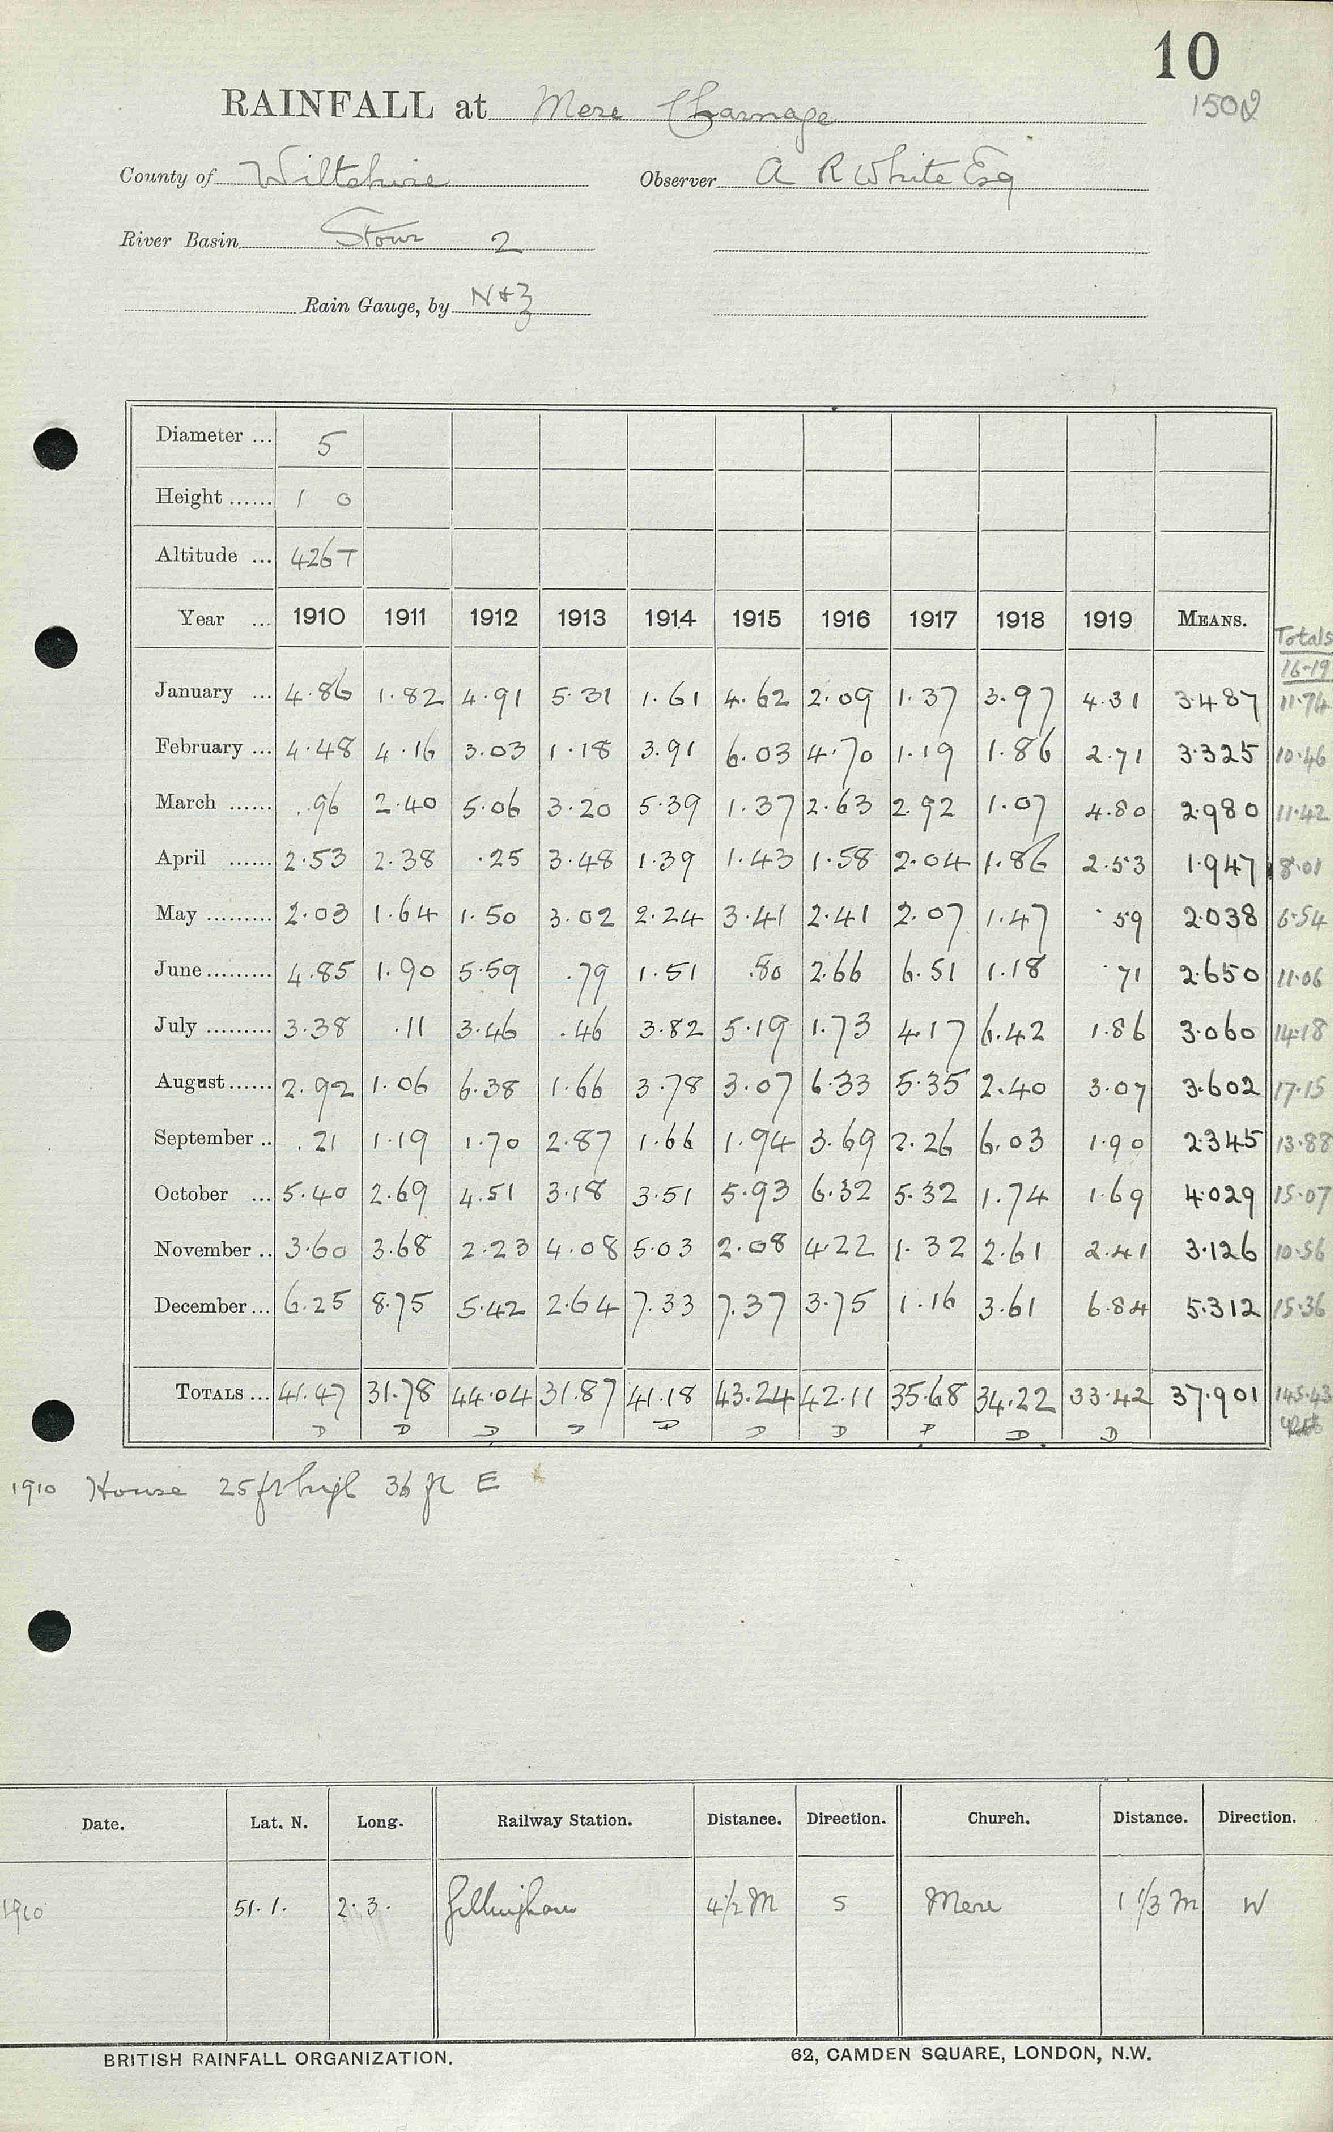 10
RAINFALL at Mere Charnage 150
County of Wiltshire Observer A R White Esq
River Basin Stour 2
Rain Gauge, by N+Z
Diameter ... 5
Height ...... 1 0
Altitude ... 426 T
Year ... 1910 1911 1912 1913 1914 1915 1916 1917 1918 1919 MEANS. Totals 16-19
January ... 4.86 1.82 4.91 5.31 1.61 4.62 2.09 1.37 3.97 4.31 3.487 11.74
February ... 4.48 4.16 3.03 1.18 3.91 6.03 4.70 1.19 1.86 2.71 3.325 10.46
March ...... .96 2.40 5.06 3.20 5.39 1.37 2.63 2.92 1.07 4.80 2.980 11.42
April ...... 2.53 2.38 .25 3.48 1.39 1.43 1.58 2.04 1.86 2.53 1.947 8.01
May ......... 2.03 1.64 1.50 3.02 2.24 3.41 2.41 2.07 1.47 .59 2.038 6.54
June ......... 4.85 1.90 5.59 .79 1.51 .80 2.66 6.51 1.18 .71 2.650 11.06
July ......... 3.38 .11 3.46 .46 3.82 5.19 1.73 4.17 6.42 1.86 3.060 14.18
August ...... 2.92 1.06 6.38 1.66 3.78 3.07 6.33 5.35 2.40 3.07 3.602 17.15
September .. .21 1.19 1.70 2.87 1.66 1.94 3.69 2.26 6.03 1.90 2.345 13.88
October ... 5.40 2.69 4.51 3.18 3.51 5.93 6.32 5.32 1.74 1.69 4.029 15.07
November .. 3.60 3.68 2.23 4.08 5.03 2.08 4.22 1.32 2.61 2.41 3.126 10.56
December ... 6.25 8.75 5.42 2.64 7.33 7.37 3.75 1.16 3.61 6.84 5.312 15.36
TOTALS ... 41.47 31.78 44.04 31.87 41.18 43.24 42.11 35.68 34.22 33.42 37.901 145.43
D D D D D D D D D D
1910 House 25 ft high 36 ft E
Date. Lat. N. Long. Railway Station. Distance. Direction. Church. Distance. Direction.
1910 51.1. 2.3. Gillingham 4½ M S Mere 1 1/3 M W
BRITISH RAINFALL ORGANIZATION. 62, CAMDEN SQUARE, LONDON, N.W.